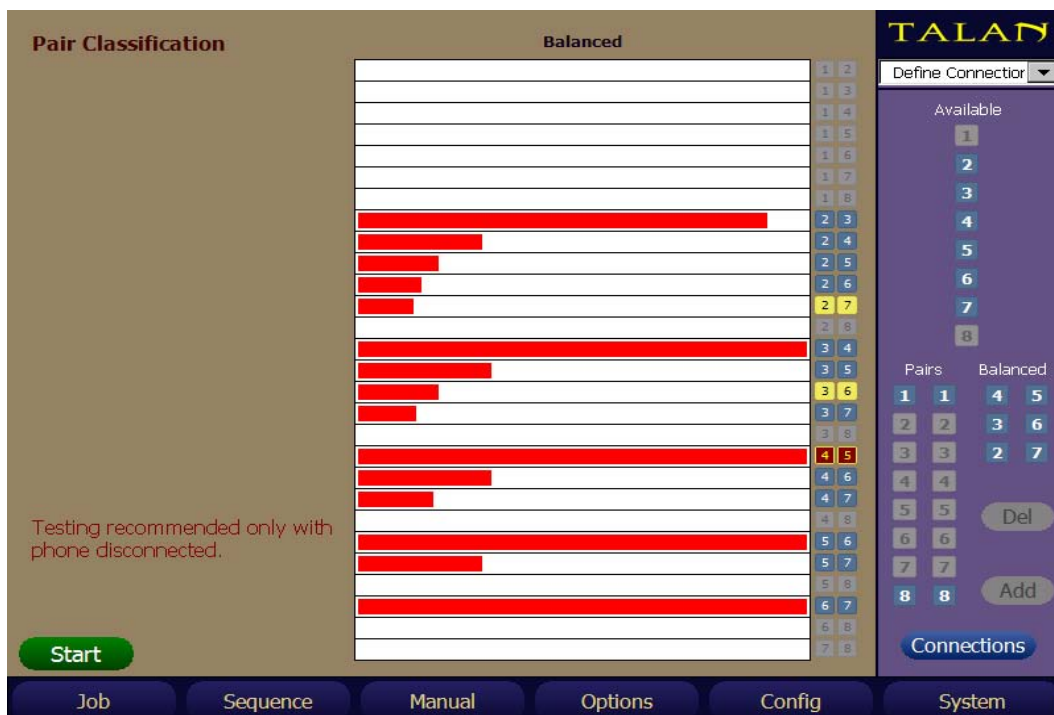 Pair Classification
Balanced
1 2
1 3
1 4
1 5
1 6
1 7
1 8
2 3
2 4
2 5
2 6
2 7
2 8
3 4
3 5
3 6
3 7
3 8
4 5
4 6
4 7
4 8
5 6
5 7
5 8
6 7
6 8
7 8
Testing recommended only with
phone disconnected.
Start
TALAN
Define Connectior
Available
1
2
3
4
5
6
7
8
Pairs Balanced
1 1 4 5
2 2 3 6
3 3 2 7
4 4
5 5
6 6
7 7
8 8
Del
Add
Connections
Job Sequence Manual Options Config System